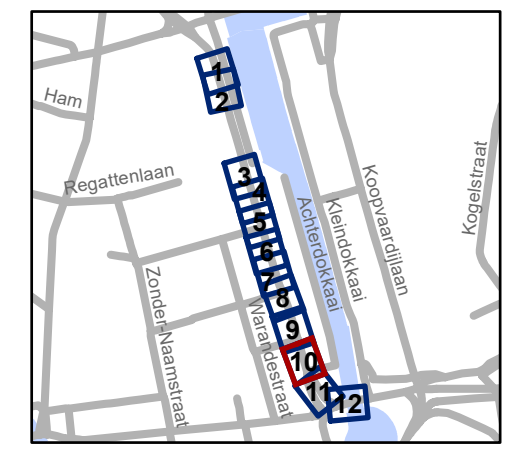 1
2
Ham
Regattenlaan
3
4
5
6
7
8
9
10
11
12
Achterdokkaai
Kleindokkaai
Koopvaardijlaan
Kogelstraat
Zonder-Naamstraat
Warandestraat